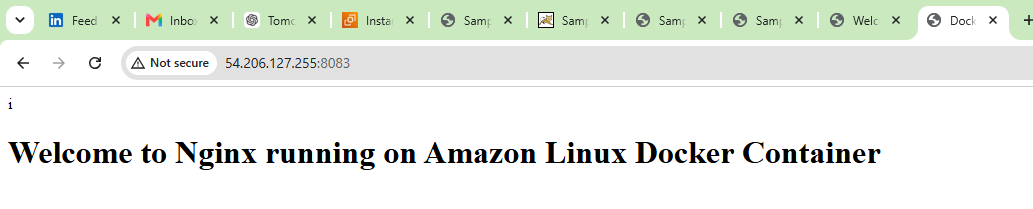 Feed Inbo Tomc Insta Samp Samp Samp Samp Welc Dock
Not secure 54.206.127.255:8083
i
Welcome to Nginx running on Amazon Linux Docker Container